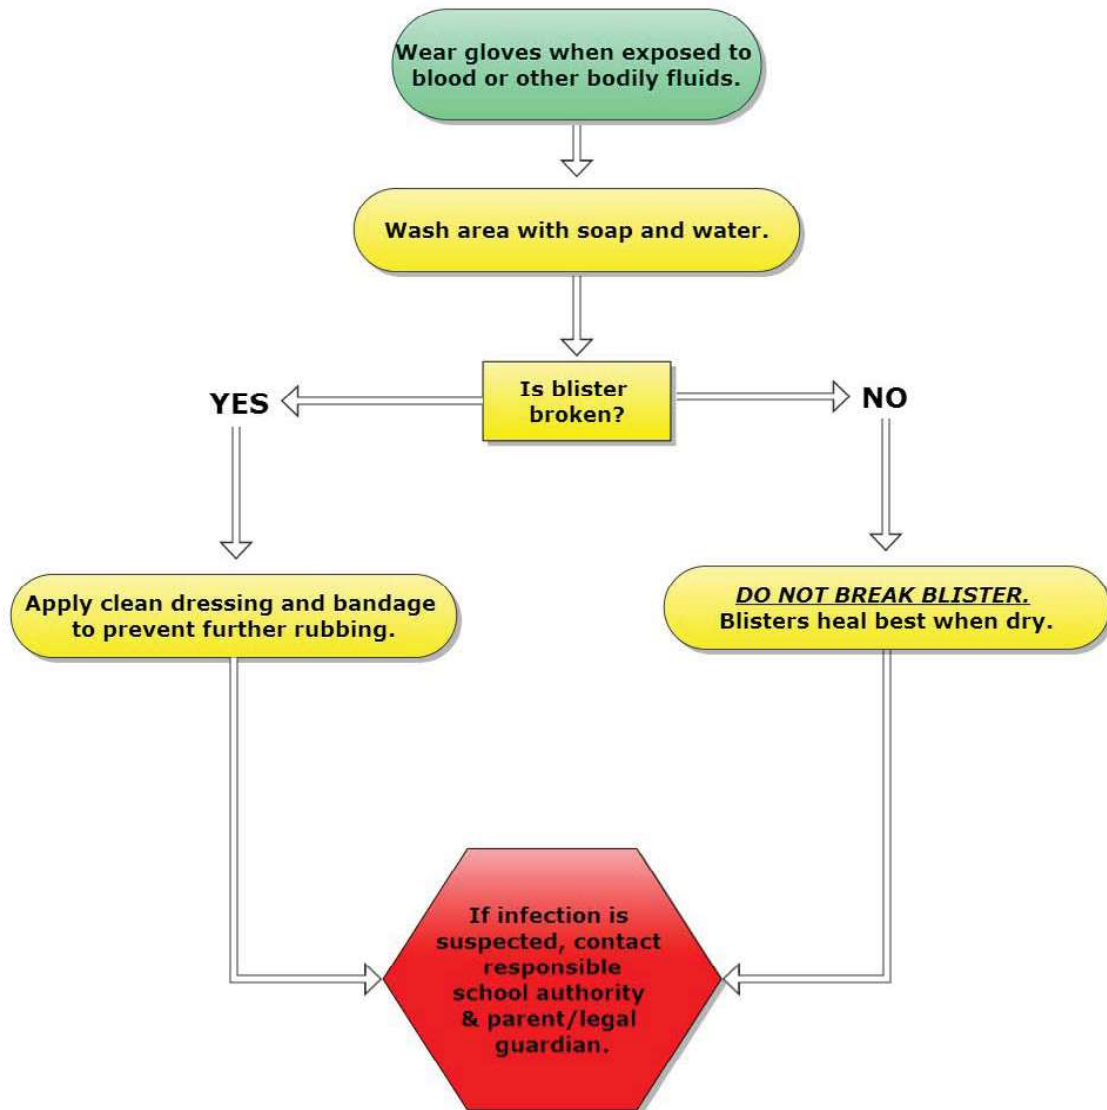 Wear gloves when exposed to
blood or other bodily fluids.
Wash area with soap and water.
Is blister
broken?
YES
NO
Apply clean dressing and bandage
to prevent further rubbing.
DO NOT BREAK BLISTER.
Blisters heal best when dry.
If infection is
suspected, contact
responsible
school authority
& parent/legal
guardian.